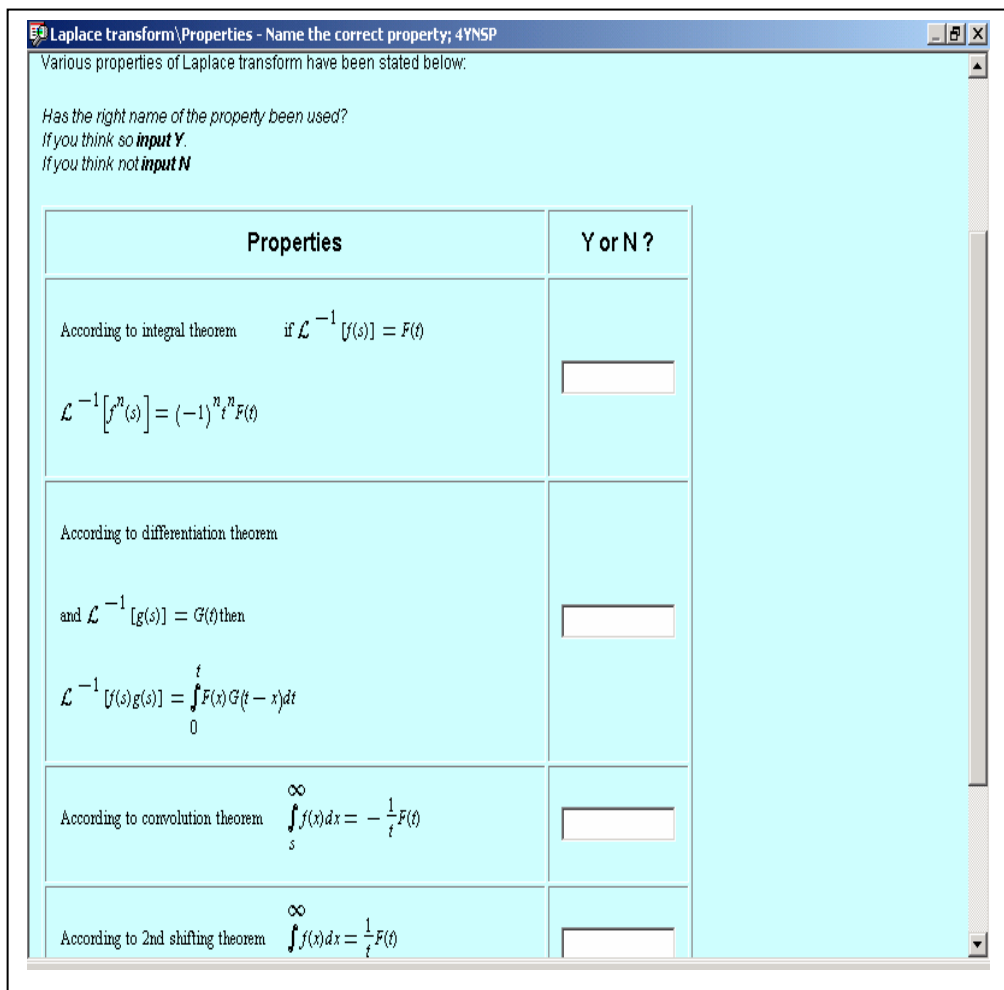 Laplace transform\Properties - Name the correct property; 4YNSP
Various properties of Laplace transform have been stated below:
Has the right name of the property been used?
If you think so input Y.
If you think not input N
Properties Y or N ?
According to integral theorem if ℒ⁻¹ [f(s)] = F(t)
ℒ⁻¹[fⁿ(s)] = (−1)ⁿtⁿF(t)
According to differentiation theorem
and ℒ⁻¹ [g(s)] = G(t)then
ℒ⁻¹ [f(s)g(s)] = ∫₀ᵗ F(x)G(t − x)dt
According to convolution theorem ∫ₛ^∞ f(x)dx = − 1/t F(t)
According to 2nd shifting theorem ∫^∞ f(x)dx = 1/t F(t)